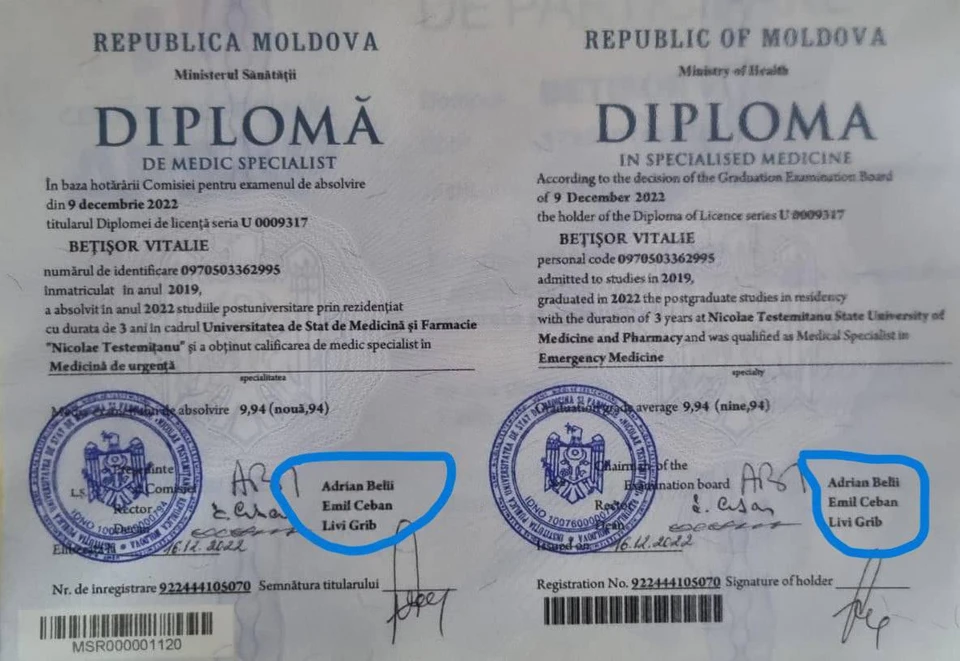 REPUBLICA MOLDOVA
Ministerul Sănătății
DIPLOMĂ
DE MEDIC SPECIALIST
În baza hotărârii Comisiei pentru examenul de absolvire
din 9 decembrie 2022
titularul Diplomei de licență seria U 0009317
BEȚIȘOR VITALIE
numărul de identificare 0970503362995
înmatriculat în anul 2019,
a absolvit în anul 2022 studiile postuniversitare prin rezidențiat
cu durata de 3 ani în cadrul Universitatea de Stat de Medicină și Farmacie
"Nicolae Testemițanu" și a obținut calificarea de medic specialist în
Medicină de urgență
specialitatea
de absolvire 9,94 (nouă,94)
Adrian Belîi
Rector
Emil Ceban
Livi Grib
16.12.2022
Nr. de înregistrare 922444105070 Semnătura titularului
MSR000001120
REPUBLIC OF MOLDOVA
Ministry of Health
DIPLOMA
IN SPECIALISED MEDICINE
According to the decision of the Graduation Examination Board
of 9 December 2022
the holder of the Diploma of Licence series U 0009317
BEȚIȘOR VITALIE
personal code 0970503362995
admitted to studies in 2019,
graduated in 2022 the postgraduate studies in residency
with the duration of 3 years at Nicolae Testemitanu State University of
Medicine and Pharmacy and was qualified as Medical Specialist in
Emergency Medicine
specialty
Graduation grade average 9,94 (nine,94)
Chairman of the
Examination board Adrian Belîi
Rector Emil Ceban
Livi Grib
Issued on 16.12.2022
Registration No. 922444105070 Signature of holder